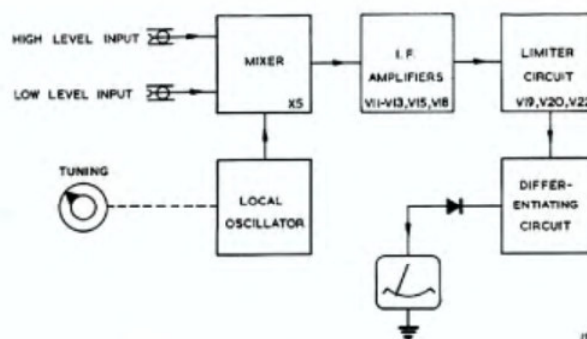 HIGH LEVEL INPUT
LOW LEVEL INPUT
MIXER
X5
I.F.
AMPLIFIERS
V11-V13,V15,V18
LIMITER
CIRCUIT
V19,V20,V22
TUNING
LOCAL
OSCILLATOR
DIFFER-
ENTIATING
CIRCUIT